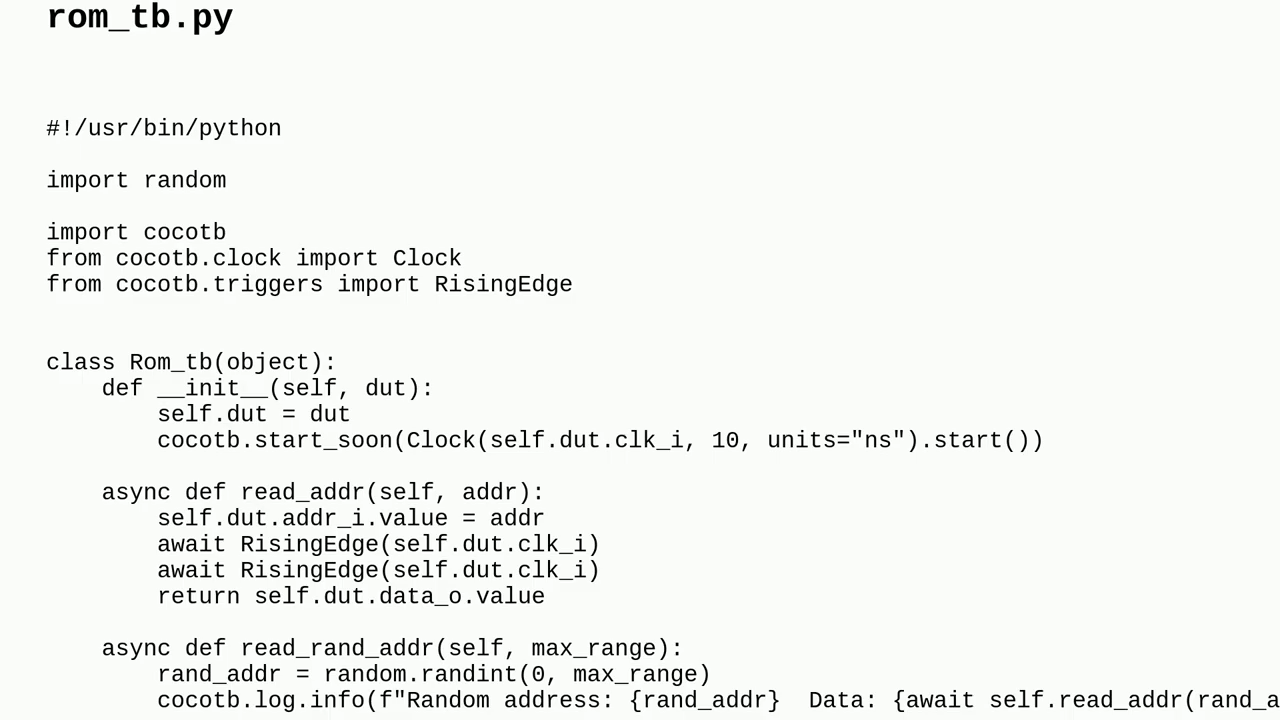 rom_tb.py
#!/usr/bin/python
import random
import cocotb
from cocotb.clock import Clock
from cocotb.triggers import RisingEdge
class Rom_tb(object):
    def __init__(self, dut):
        self.dut = dut
        cocotb.start_soon(Clock(self.dut.clk_i, 10, units="ns").start())
    async def read_addr(self, addr):
        self.dut.addr_i.value = addr
        await RisingEdge(self.dut.clk_i)
        await RisingEdge(self.dut.clk_i)
        return self.dut.data_o.value
    async def read_rand_addr(self, max_range):
        rand_addr = random.randint(0, max_range)
        cocotb.log.info(f"Random address: {rand_addr}  Data: {await self.read_addr(rand_a